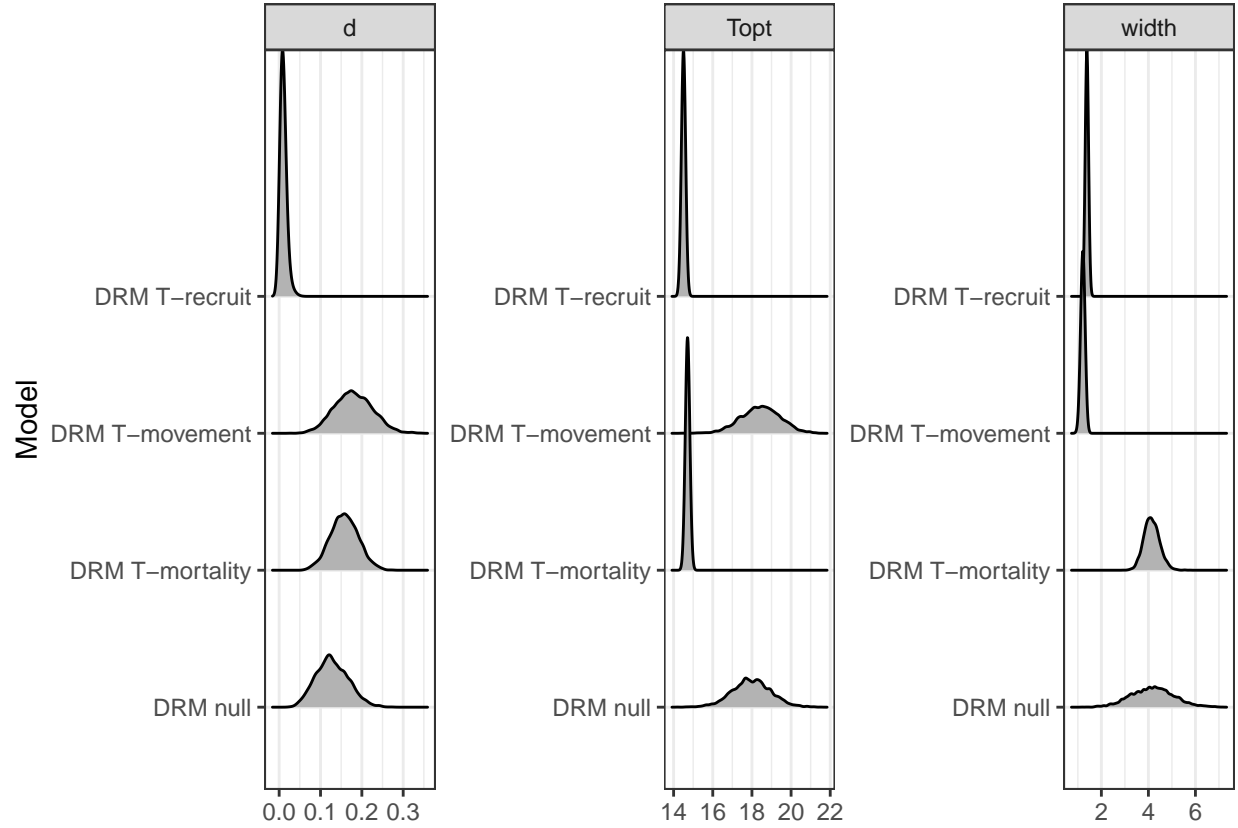 d
Topt
width
Model
DRM T−recruit
DRM T−movement
DRM T−mortality
DRM null
DRM T−recruit
DRM T−movement
DRM T−mortality
DRM null
DRM T−recruit
DRM T−movement
DRM T−mortality
DRM null
0.0 0.1 0.2 0.3
14 16 18 20 22
2 4 6